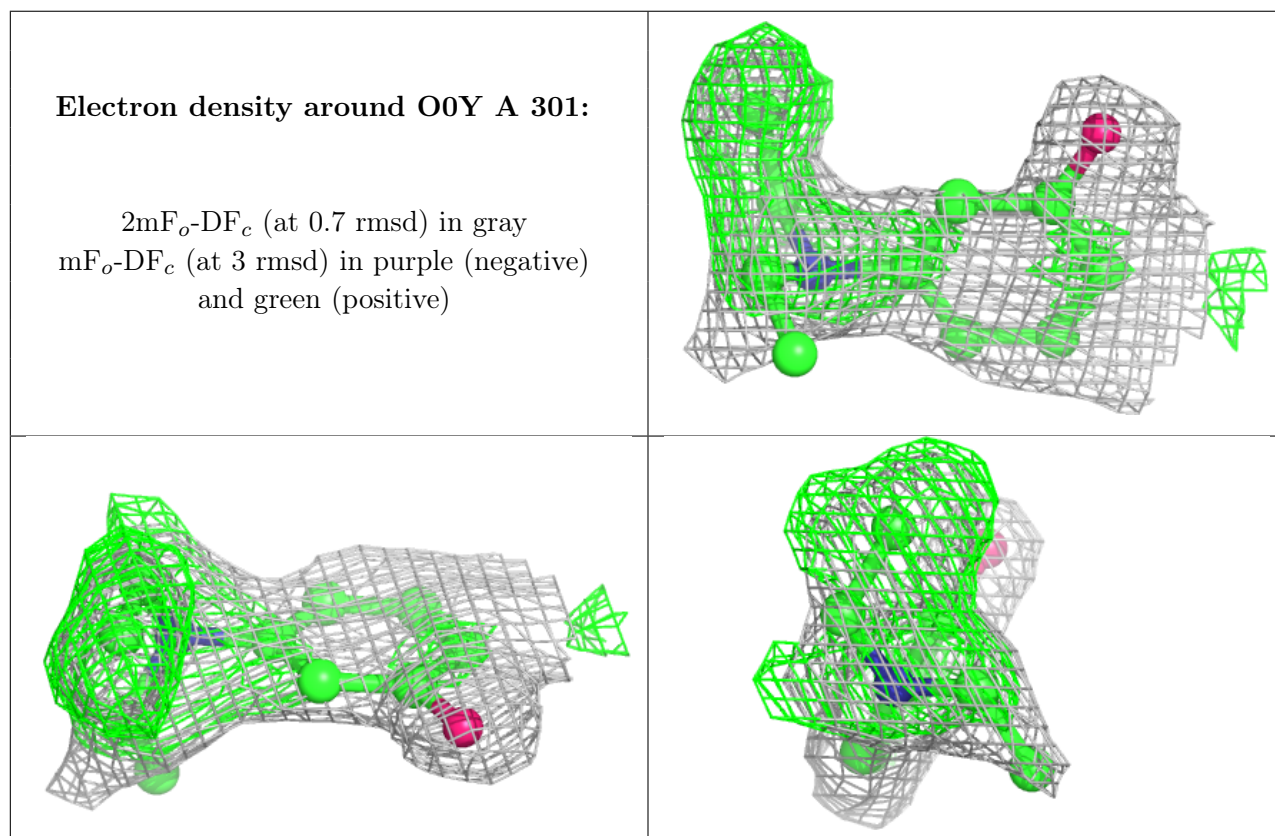 Electron density around O0Y A 301:
2mFₒ-DF𝒸 (at 0.7 rmsd) in gray
mFₒ-DF𝒸 (at 3 rmsd) in purple (negative)
and green (positive)